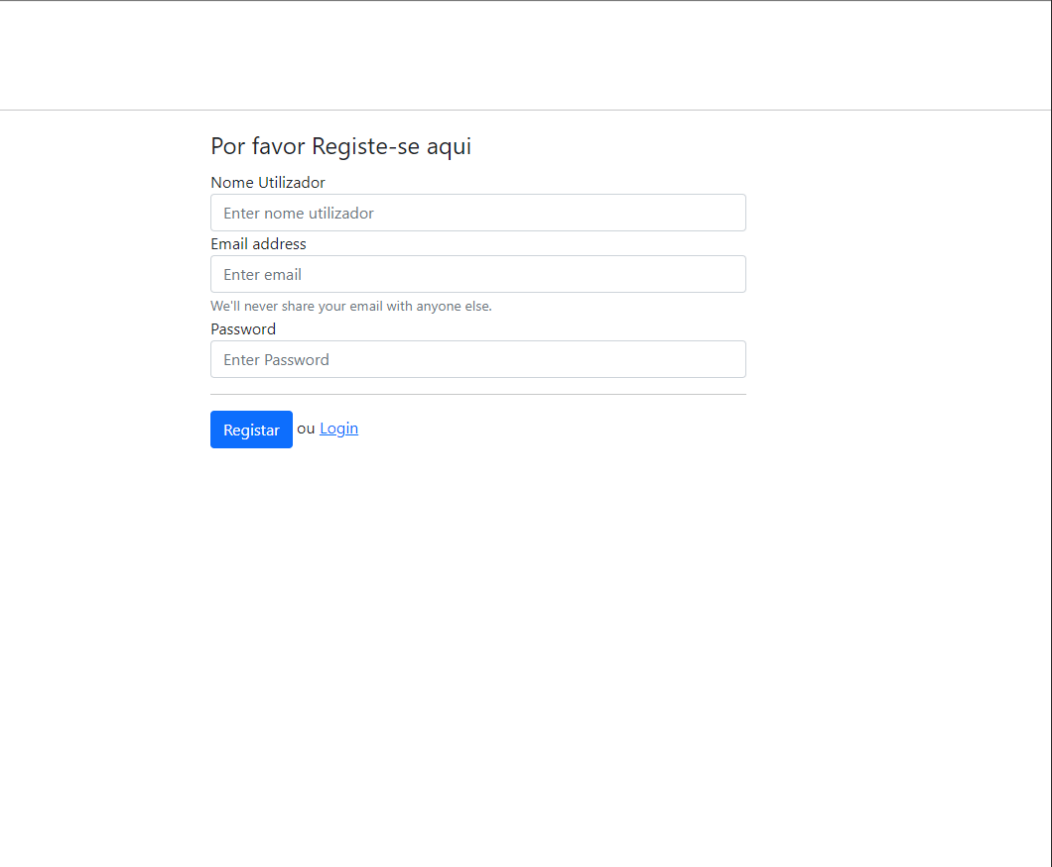 Por favor Registe-se aqui
Nome Utilizador
Enter nome utilizador
Email address
Enter email
We'll never share your email with anyone else.
Password
Enter Password
Registar ou Login